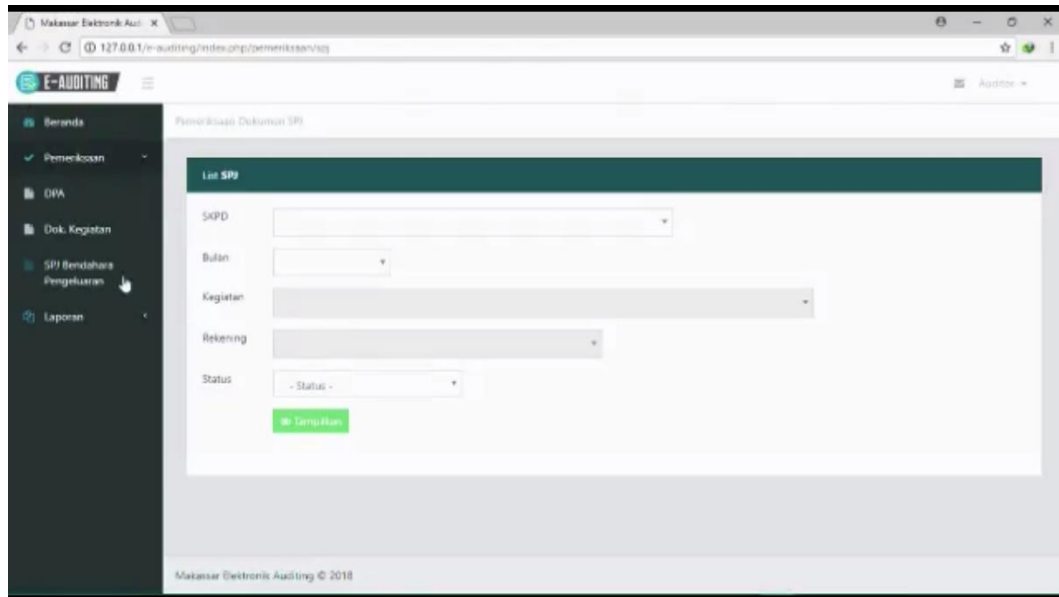 Makassar Elektronik Audi
127.0.0.1/e-auditing/index.php/pemeriksaan/spj
E-AUDITING
Auditor
Beranda
Pemeriksaan Dokumen SPJ
Pemeriksaan
List SPJ
DPA
SKPD
Dok. Kegiatan
Bulan
SPJ Bendahara
Pengeluaran
Kegiatan
Laporan
Rekening
Status
- Status -
Tampilkan
Makassar Elektronik Auditing © 2018